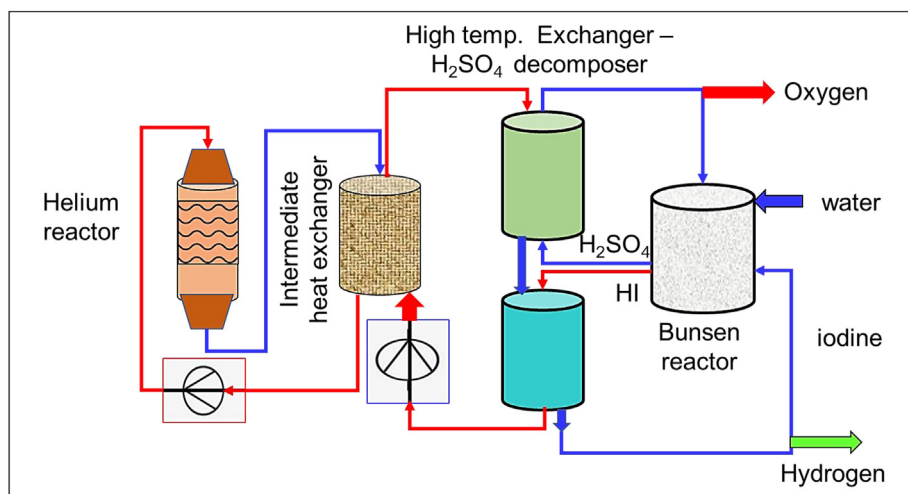 High temp. Exchanger –
H₂SO₄ decomposer
Oxygen
Helium
reactor
Intermediate
heat exchanger
water
H₂SO₄
HI
Bunsen
reactor
iodine
Hydrogen